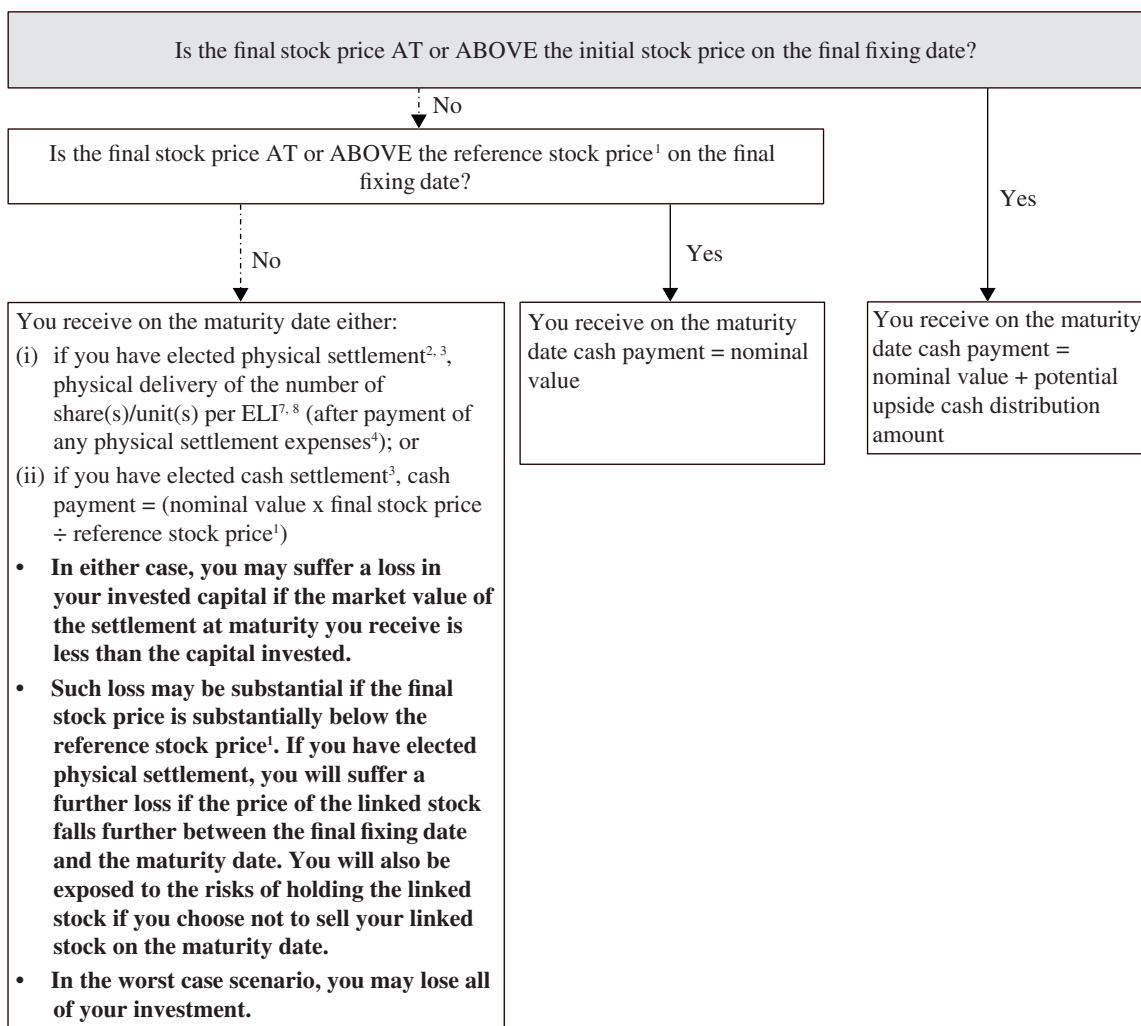 Is the final stock price AT or ABOVE the initial stock price on the final fixing date?
No
Is the final stock price AT or ABOVE the reference stock price¹ on the final
fixing date?
Yes
No
Yes
You receive on the maturity date either:
(i) if you have elected physical settlement²,³,
physical delivery of the number of
share(s)/unit(s) per ELI⁷,⁸ (after payment of
any physical settlement expenses⁴); or
(ii) if you have elected cash settlement³, cash
payment = (nominal value x final stock price
÷ reference stock price¹)
• In either case, you may suffer a loss in
your invested capital if the market value of
the settlement at maturity you receive is
less than the capital invested.
• Such loss may be substantial if the final
stock price is substantially below the
reference stock price¹. If you have elected
physical settlement, you will suffer a
further loss if the price of the linked stock
falls further between the final fixing date
and the maturity date. You will also be
exposed to the risks of holding the linked
stock if you choose not to sell your linked
stock on the maturity date.
• In the worst case scenario, you may lose all
of your investment.
You receive on the maturity
date cash payment = nominal
value
You receive on the maturity
date cash payment =
nominal value + potential
upside cash distribution
amount